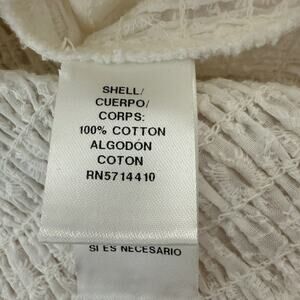 SHELL/
CUERPO/
CORPS:
100% COTTON
ALGODÓN
COTON
RN5714410
SI ES NECESARIO